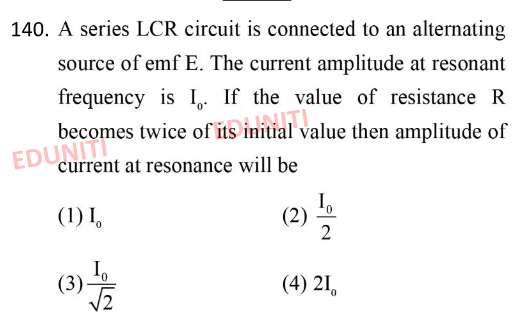 140. A series LCR circuit is connected to an alternating
source of emf E. The current amplitude at resonant
frequency is I₀. If the value of resistance R
becomes twice of its initial value then amplitude of
current at resonance will be
EDUNITI
EDUNITI
(1) I₀ (2) I₀/2
(3) I₀/√2 (4) 2I₀